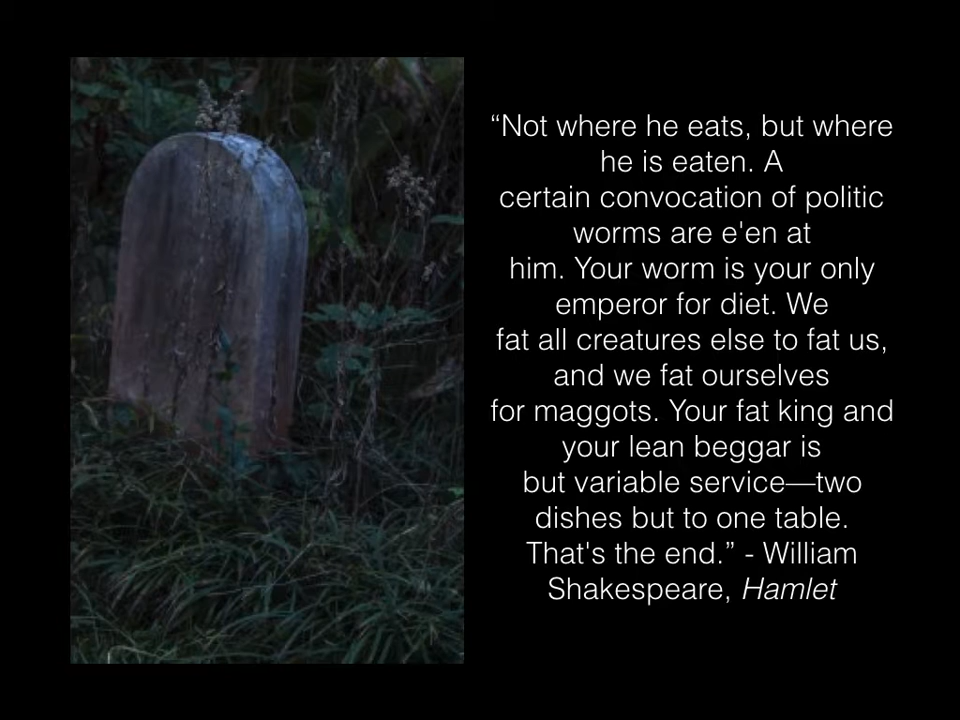 “Not where he eats, but where
he is eaten. A
certain convocation of politic
worms are e'en at
him. Your worm is your only
emperor for diet. We
fat all creatures else to fat us,
and we fat ourselves
for maggots. Your fat king and
your lean beggar is
but variable service—two
dishes but to one table.
That's the end.” - William
Shakespeare, Hamlet